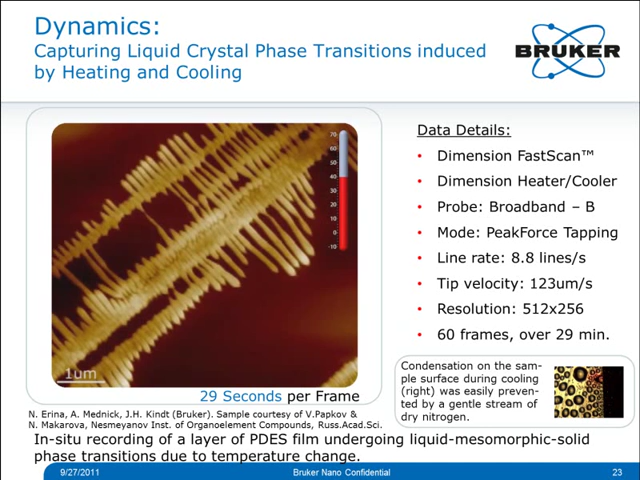 Dynamics:
Capturing Liquid Crystal Phase Transitions induced
by Heating and Cooling
BRUKER
70
60
50
40
30
20
10
0
-10
1um
29 Seconds per Frame
N. Erina, A. Mednick, J.H. Kindt (Bruker). Sample courtesy of V.Papkov &
N. Makarova, Nesmeyanov Inst. of Organoelement Compounds, Russ.Acad.Sci.
Data Details:
• Dimension FastScan™
• Dimension Heater/Cooler
• Probe: Broadband – B
• Mode: PeakForce Tapping
• Line rate: 8.8 lines/s
• Tip velocity: 123um/s
• Resolution: 512x256
• 60 frames, over 29 min.
Condensation on the sam-
ple surface during cooling
(right) was easily preven-
ted by a gentle stream of
dry nitrogen.
In-situ recording of a layer of PDES film undergoing liquid-mesomorphic-solid
phase transitions due to temperature change.
9/27/2011 Bruker Nano Confidential 23